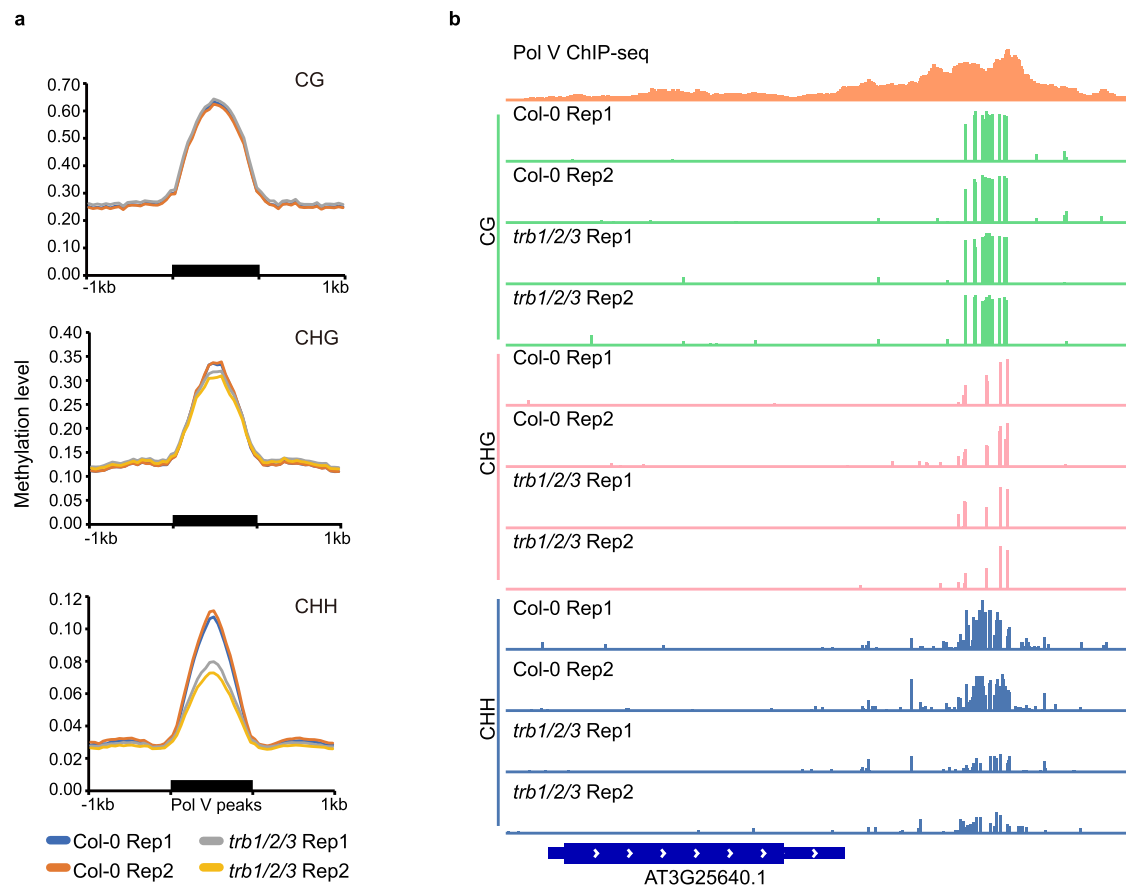 a
CG
0.70
0.60
0.50
0.40
0.30
0.20
0.10
0.00
-1kb
1kb
CHG
0.40
0.35
0.30
0.25
0.20
0.15
0.10
0.05
0.00
-1kb
1kb
Methylation level
CHH
0.12
0.10
0.08
0.06
0.04
0.02
0.00
-1kb
Pol V peaks
1kb
Col-0 Rep1
trb1/2/3 Rep1
Col-0 Rep2
trb1/2/3 Rep2
b
Pol V ChIP-seq
CG
Col-0 Rep1
Col-0 Rep2
trb1/2/3 Rep1
trb1/2/3 Rep2
CHG
Col-0 Rep1
Col-0 Rep2
trb1/2/3 Rep1
trb1/2/3 Rep2
CHH
Col-0 Rep1
Col-0 Rep2
trb1/2/3 Rep1
trb1/2/3 Rep2
AT3G25640.1